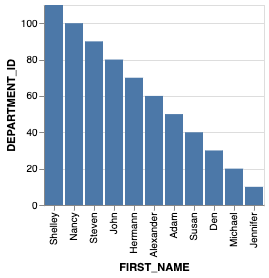 DEPARTMENT_ID
100
80
60
40
20
0
Shelley
Nancy
Steven
John
Hermann
Alexander
Adam
Susan
Den
Michael
Jennifer
FIRST_NAME